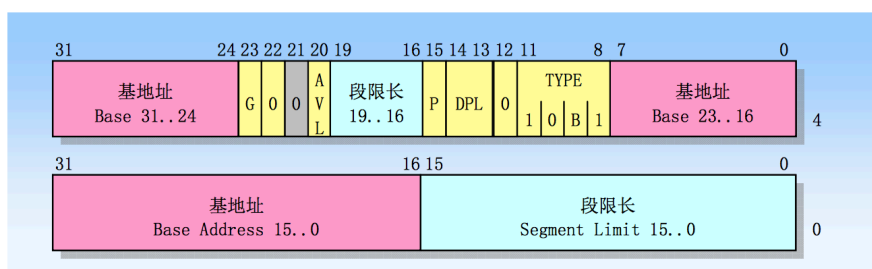 31 24 23 22 21 20 19 16 15 14 13 12 11 8 7 0
基地址
Base 31..24
G
0
0
A
V
L
段限长
19..16
P
DPL
0
TYPE
1 0 B 1
基地址
Base 23..16
4
31 16 15 0
基地址
Base Address 15..0
段限长
Segment Limit 15..0
0